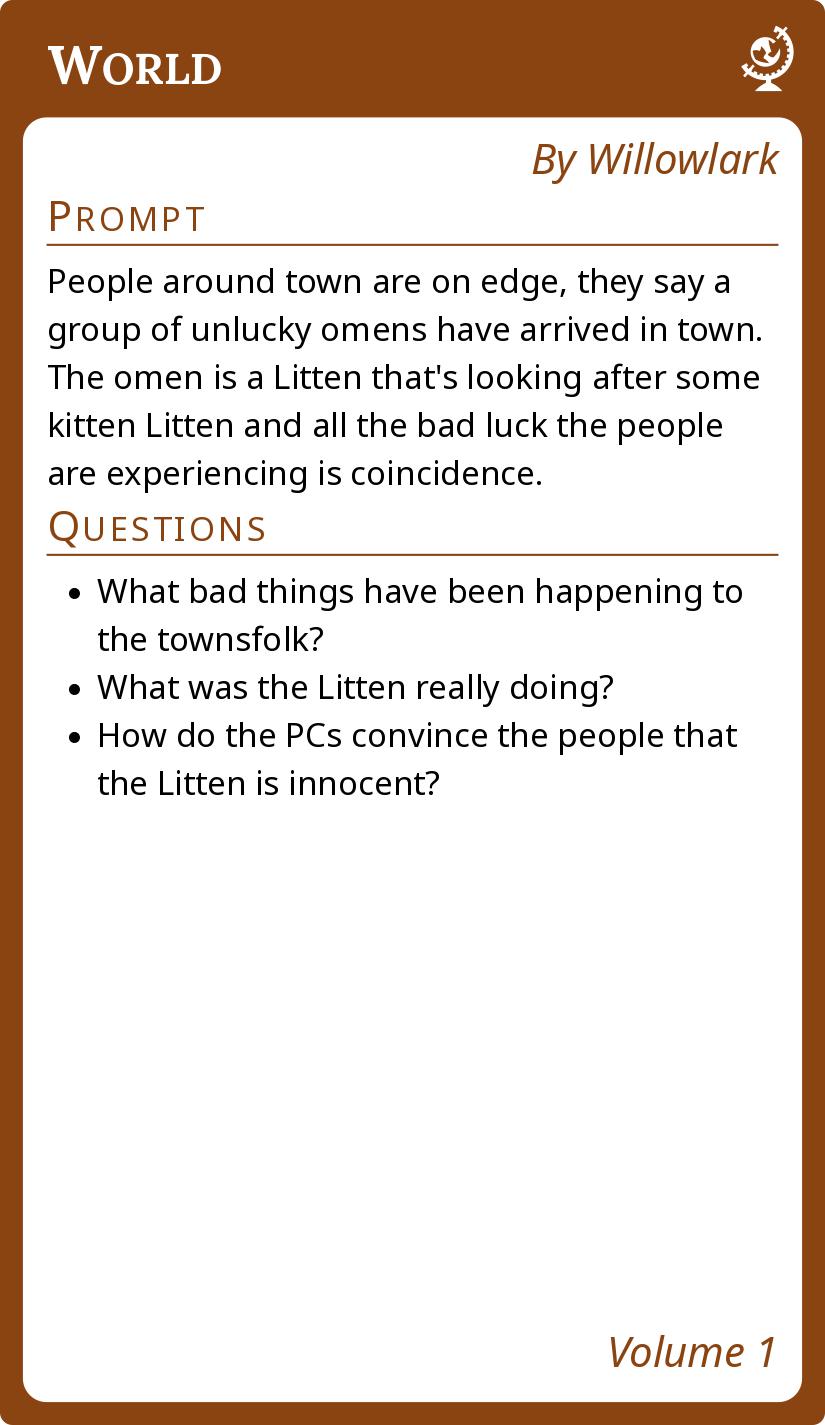 World
By Willowlark
Prompt
People around town are on edge, they say a
group of unlucky omens have arrived in town.
The omen is a Litten that's looking after some
kitten Litten and all the bad luck the people
are experiencing is coincidence.
Questions
• What bad things have been happening to
the townsfolk?
• What was the Litten really doing?
• How do the PCs convince the people that
the Litten is innocent?
Volume 1